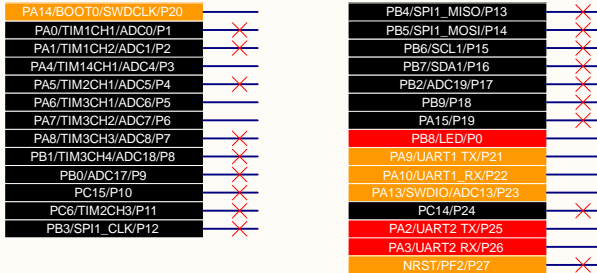 PA14/BOOT0/SWDCLK/P20
PA0/TIM1CH1/ADC0/P1
PA1/TIM1CH2/ADC1/P2
PA4/TIM14CH1/ADC4/P3
PA5/TIM2CH1/ADC5/P4
PA6/TIM3CH1/ADC6/P5
PA7/TIM3CH2/ADC7/P6
PA8/TIM3CH3/ADC8/P7
PB1/TIM3CH4/ADC18/P8
PB0/ADC17/P9
PC15/P10
PC6/TIM2CH3/P11
PB3/SPI1_CLK/P12
PB4/SPI1_MISO/P13
PB5/SPI1_MOSI/P14
PB6/SCL1/P15
PB7/SDA1/P16
PB2/ADC19/P17
PB9/P18
PA15/P19
PB8/LED/P0
PA9/UART1 TX/P21
PA10/UART1_RX/P22
PA13/SWDIO/ADC13/P23
PC14/P24
PA2/UART2 TX/P25
PA3/UART2 RX/P26
NRST/PF2/P27